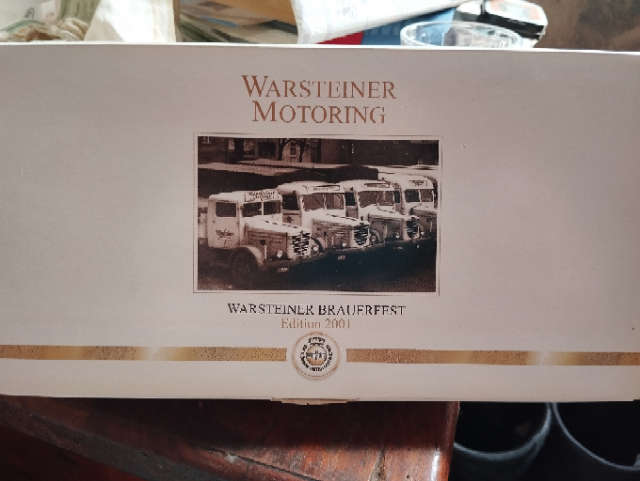 WARSTEINER
MOTORING
WARSTEINER BRAUERFEST
Edition 2001